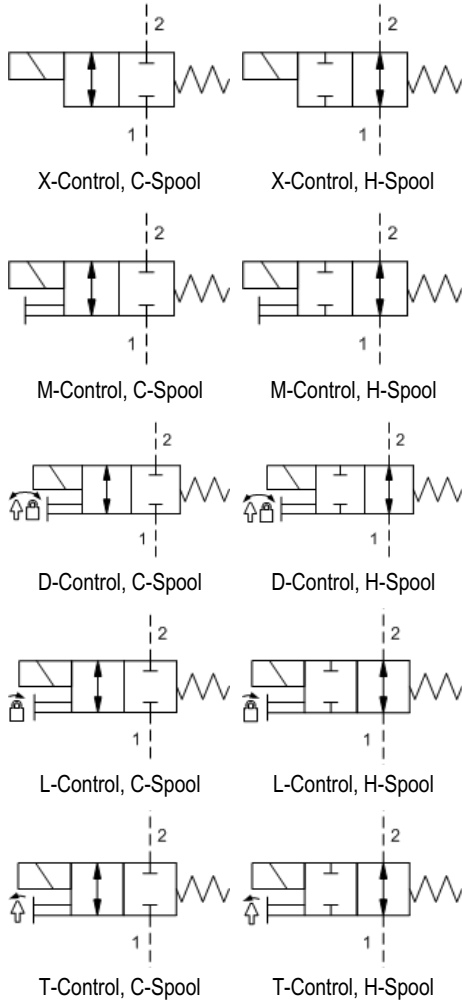 2 2
1 1
X-Control, C-Spool X-Control, H-Spool
2 2
1 1
M-Control, C-Spool M-Control, H-Spool
2 2
1 1
D-Control, C-Spool D-Control, H-Spool
2 2
1 1
L-Control, C-Spool L-Control, H-Spool
2 2
1 1
T-Control, C-Spool T-Control, H-Spool